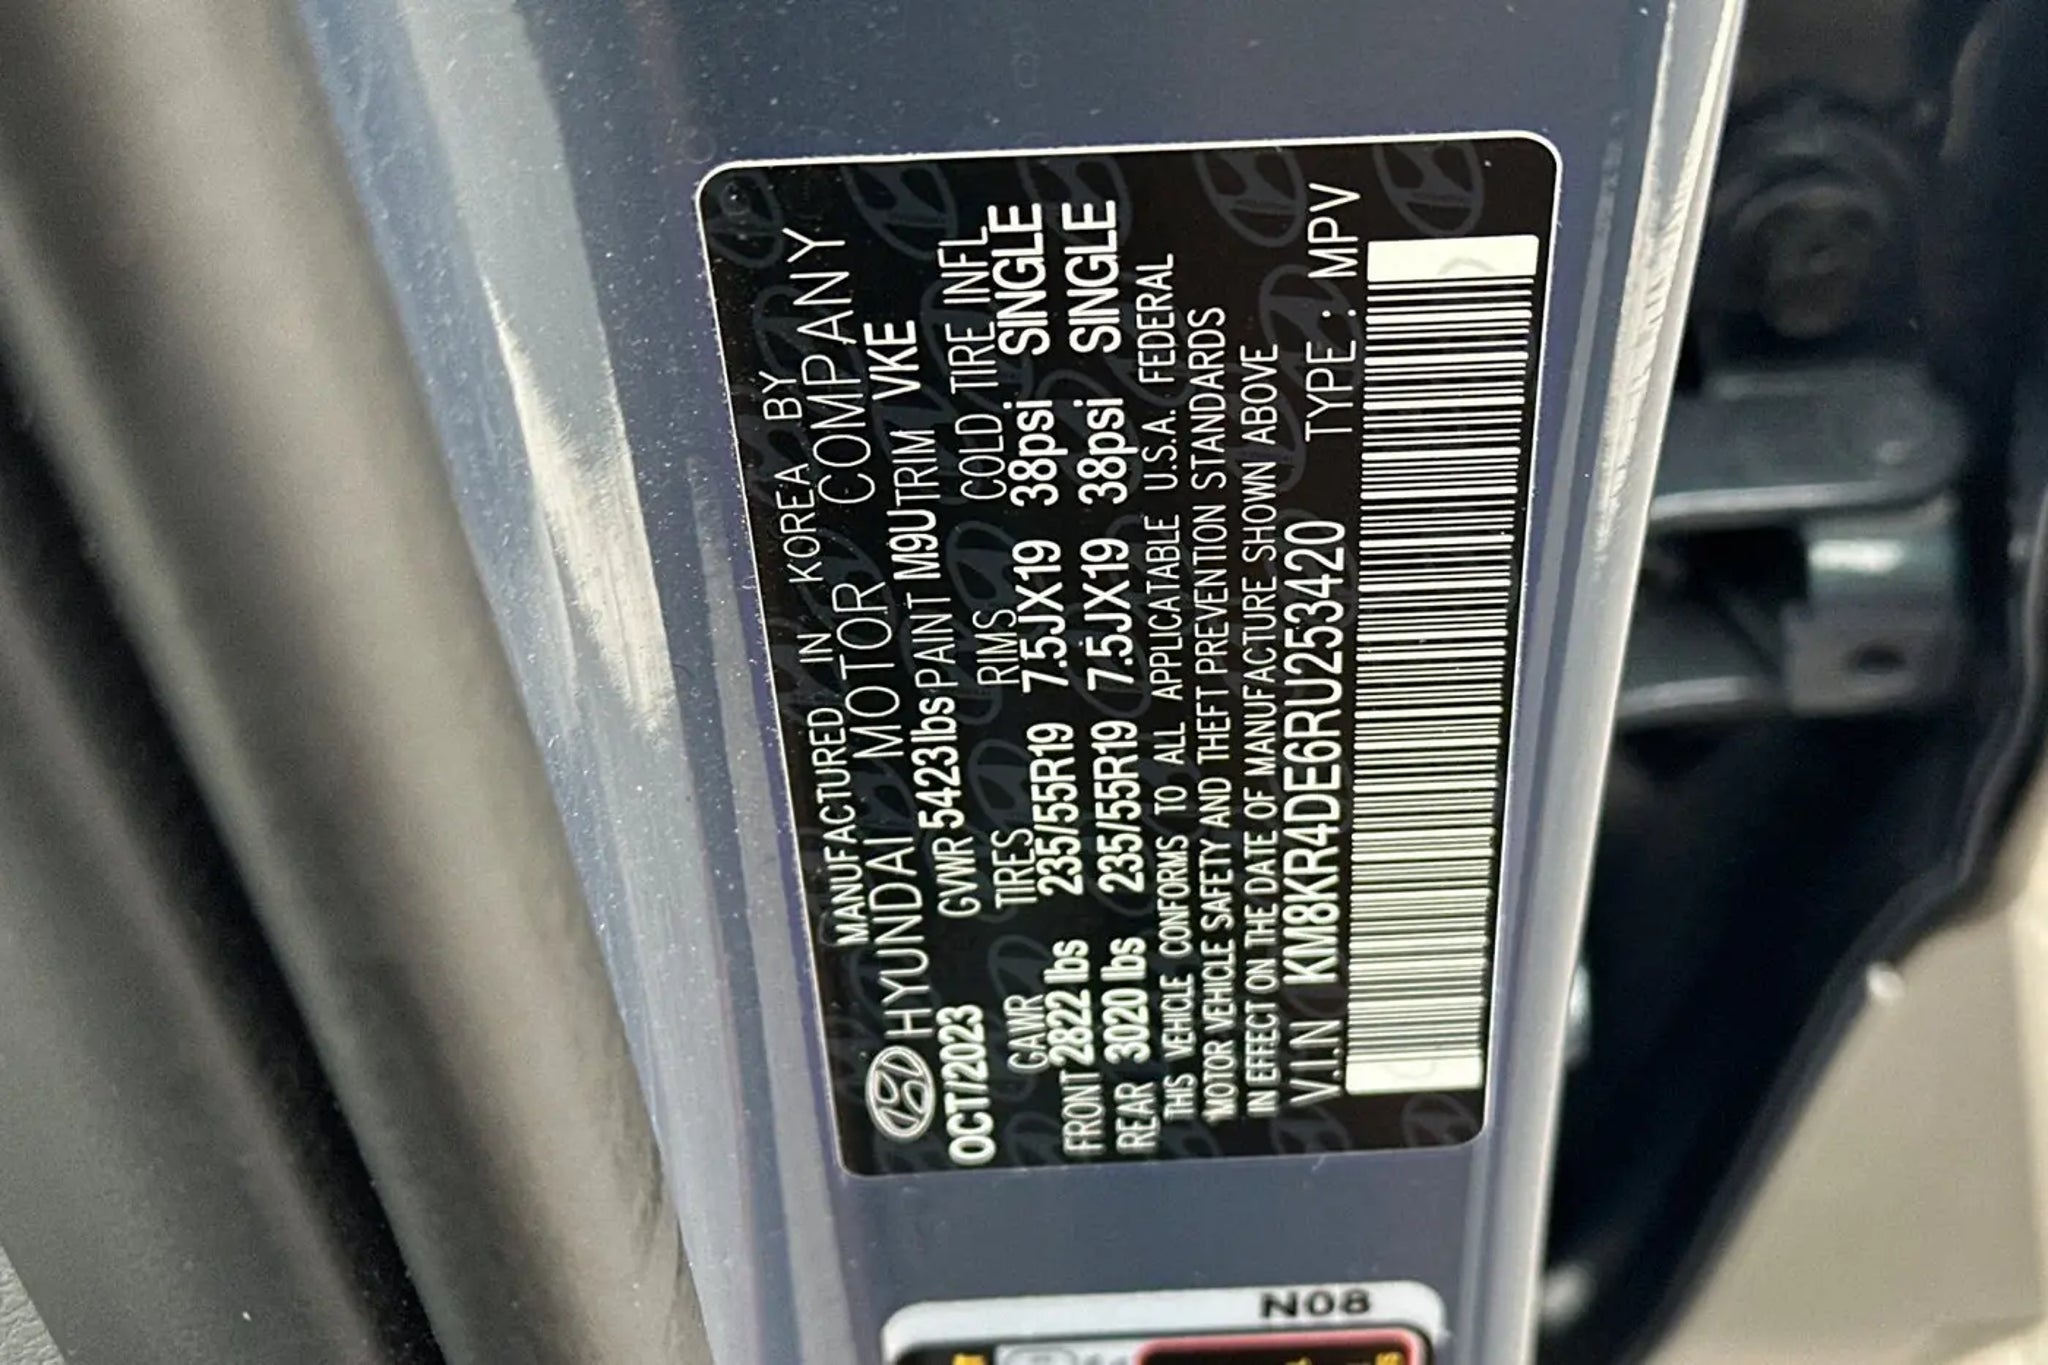 MANUFACTURED IN KOREA BY
HYUNDAI MOTOR COMPANY
OCT/2023 GVWR 5423lbs PAINT M9U TRIM VKE
GAWR TIRES RIMS COLD TIRE INFL
FRONT 2822 lbs 235/55R19 7.5JX19 38psi SINGLE
REAR 3020 lbs 235/55R19 7.5JX19 38psi SINGLE
THIS VEHICLE CONFORMS TO ALL APPLICABLE U.S.A. FEDERAL
MOTOR VEHICLE SAFETY AND THEFT PREVENTION STANDARDS
IN EFFECT ON THE DATE OF MANUFACTURE SHOWN ABOVE
V.I.N KM8KR4DE6RU253420 TYPE : MPV
N08